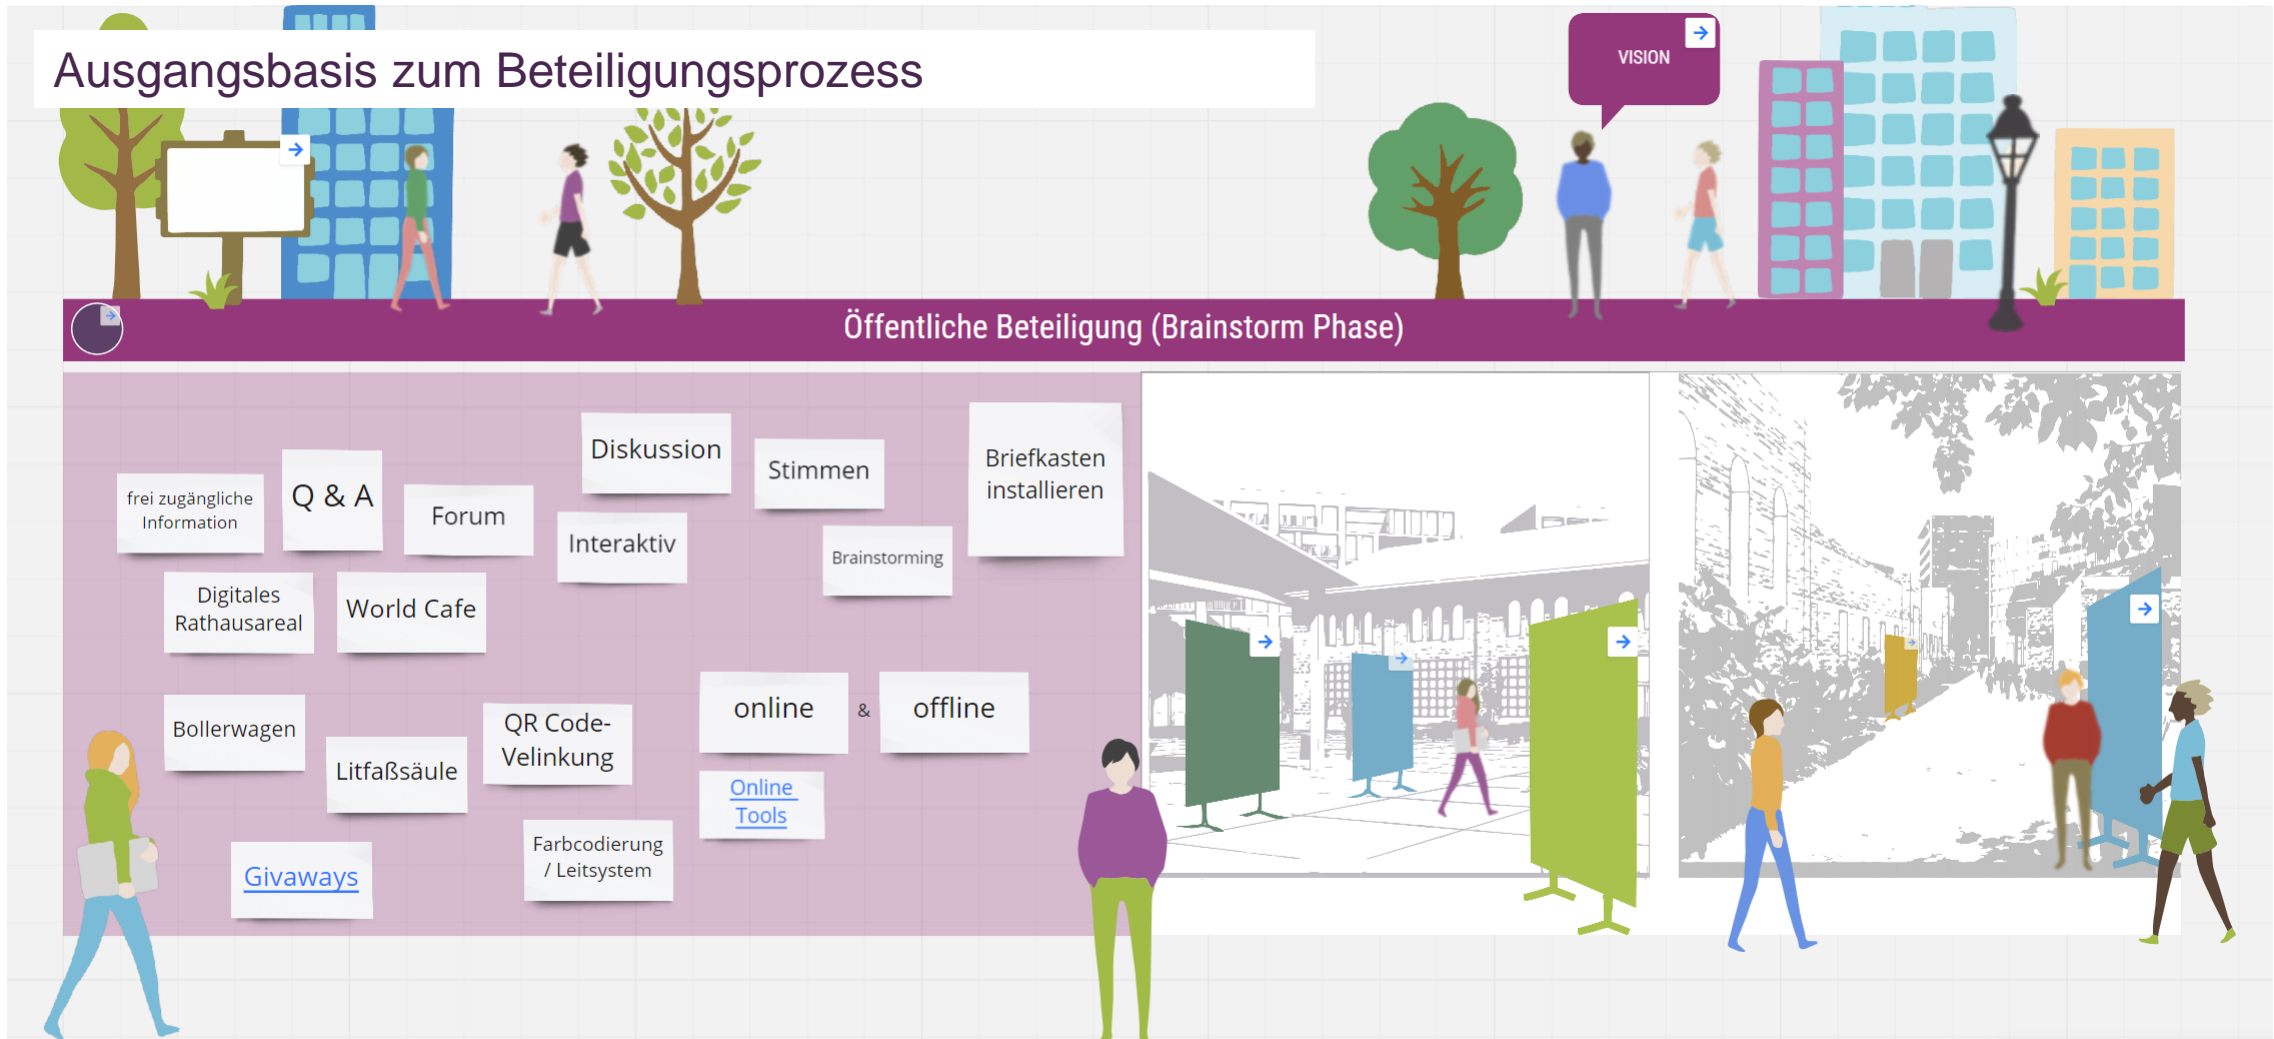 Ausgangsbasis zum Beteiligungsprozess
VISION
Öffentliche Beteiligung (Brainstorm Phase)
frei zugängliche
Information
Q & A
Forum
Diskussion
Interaktiv
Stimmen
Brainstorming
Briefkasten
installieren
Digitales
Rathausareal
World Cafe
Bollerwagen
Litfaßsäule
QR Code-
Velinkung
online
&
offline
Online
Tools
Farbcodierung
/ Leitsystem
Givaways